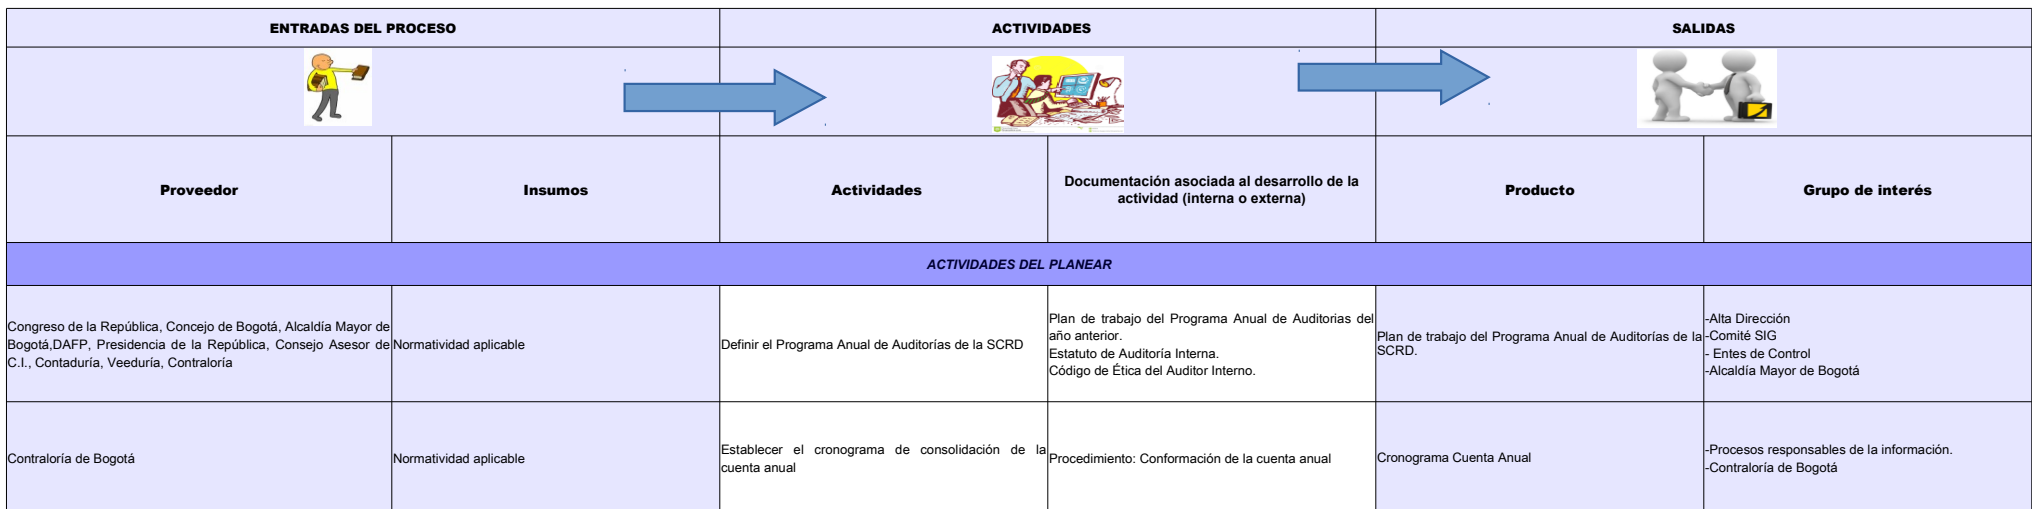 ENTRADAS DEL PROCESO
ACTIVIDADES
SALIDAS
Proveedor
Insumos
Actividades
Documentación asociada al desarrollo de la
actividad (interna o externa)
Producto
Grupo de interés
ACTIVIDADES DEL PLANEAR
Congreso de la República, Concejo de Bogotá, Alcaldía Mayor de
Bogotá,DAFP, Presidencia de la República, Consejo Asesor de
C.I., Contaduría, Veeduría, Contraloría
Normatividad aplicable
Definir el Programa Anual de Auditorías de la SCRD
Plan de trabajo del Programa Anual de Auditorias del
año anterior.
Estatuto de Auditoría Interna.
Código de Ética del Auditor Interno.
Plan de trabajo del Programa Anual de Auditorías de la
SCRD.
-Alta Dirección
-Comité SIG
- Entes de Control
-Alcaldía Mayor de Bogotá
Contraloría de Bogotá
Normatividad aplicable
Establecer el cronograma de consolidación de la
cuenta anual
Procedimiento: Conformación de la cuenta anual
Cronograma Cuenta Anual
-Procesos responsables de la información.
-Contraloría de Bogotá